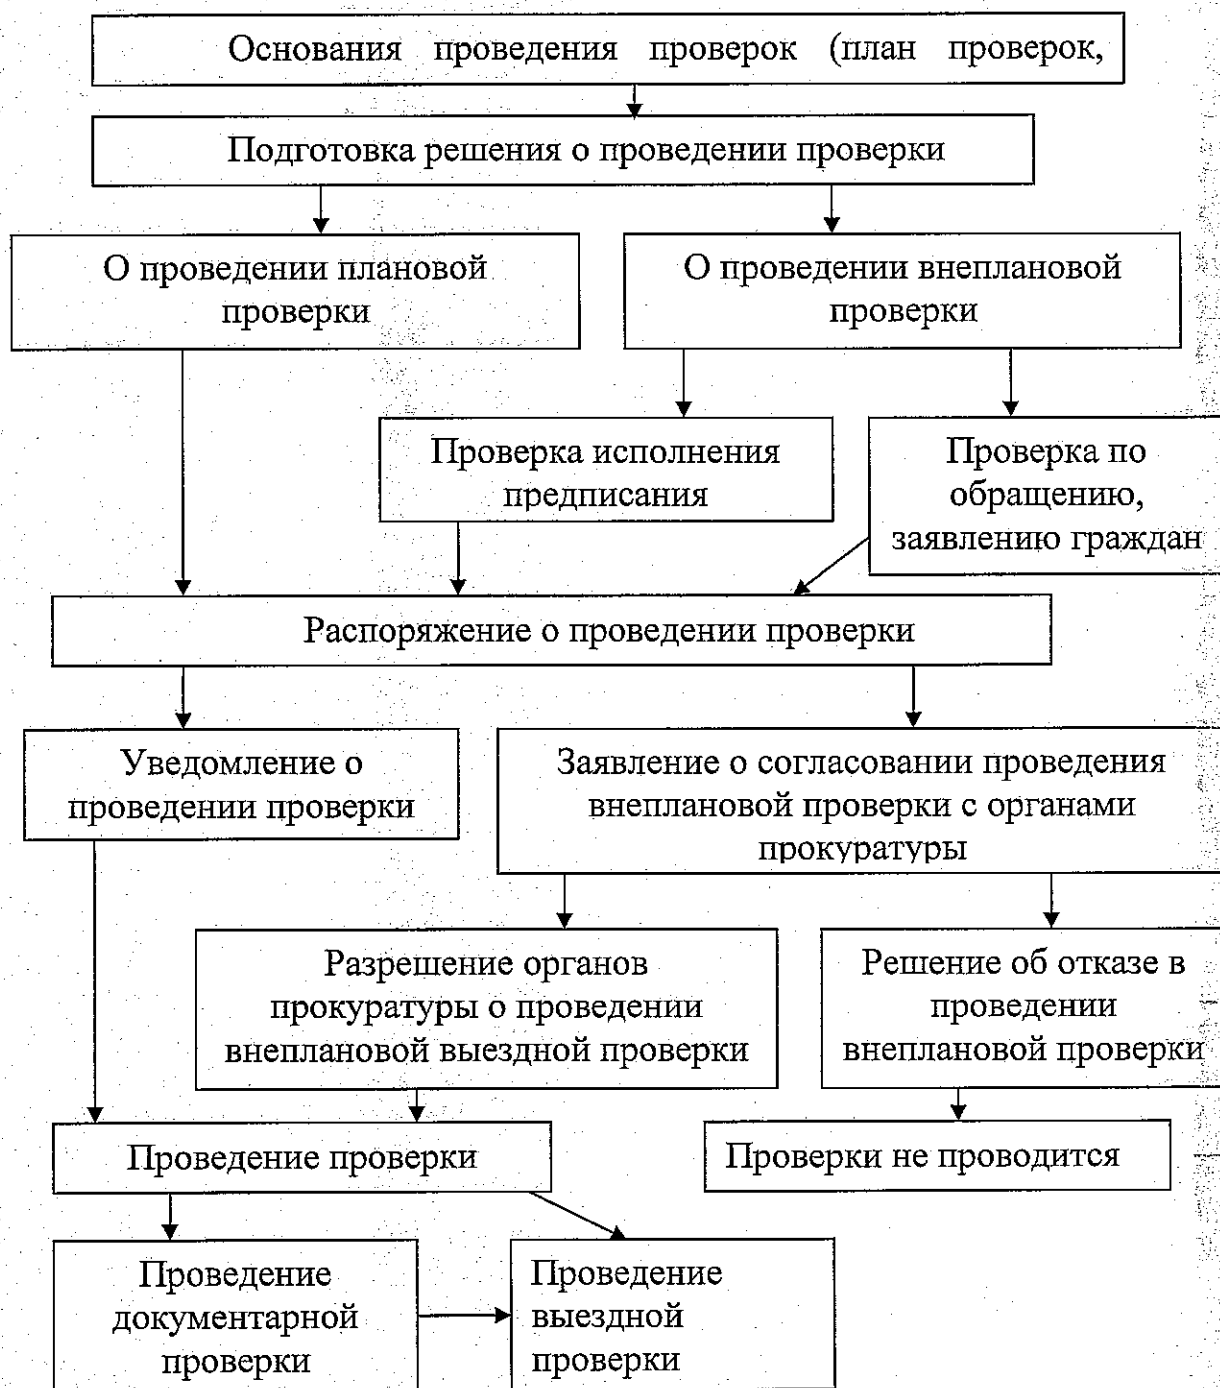 Основания проведения проверок (план проверок,
Подготовка решения о проведении проверки
О проведении плановой
проверки
О проведении внеплановой
проверки
Проверка исполнения
предписания
Проверка по
обращению,
заявлению граждан
Распоряжение о проведении проверки
Уведомление о
проведении проверки
Заявление о согласовании проведения
внеплановой проверки с органами
прокуратуры
Разрешение органов
прокуратуры о проведении
внеплановой выездной проверки
Решение об отказе в
проведении
внеплановой проверки
Проведение проверки
Проверки не проводится
Проведение
документарной
проверки
Проведение
выездной
проверки